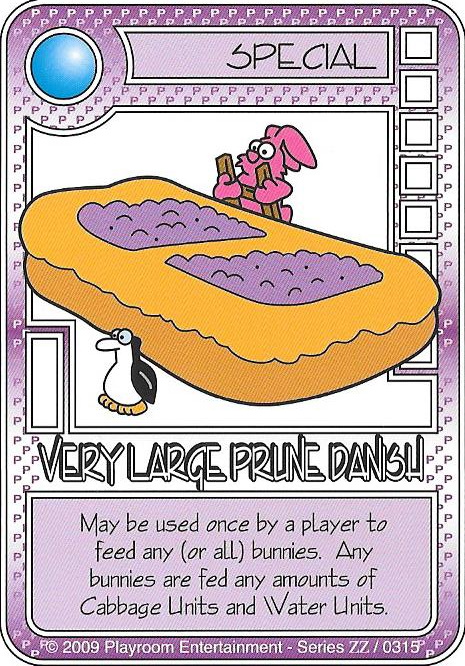 SPECIAL
VERY LARGE PRUNE DANISH
May be used once by a player to
feed any (or all) bunnies. Any
bunnies are fed any amounts of
Cabbage Units and Water Units.
© 2009 Playroom Entertainment - Series ZZ / 0315